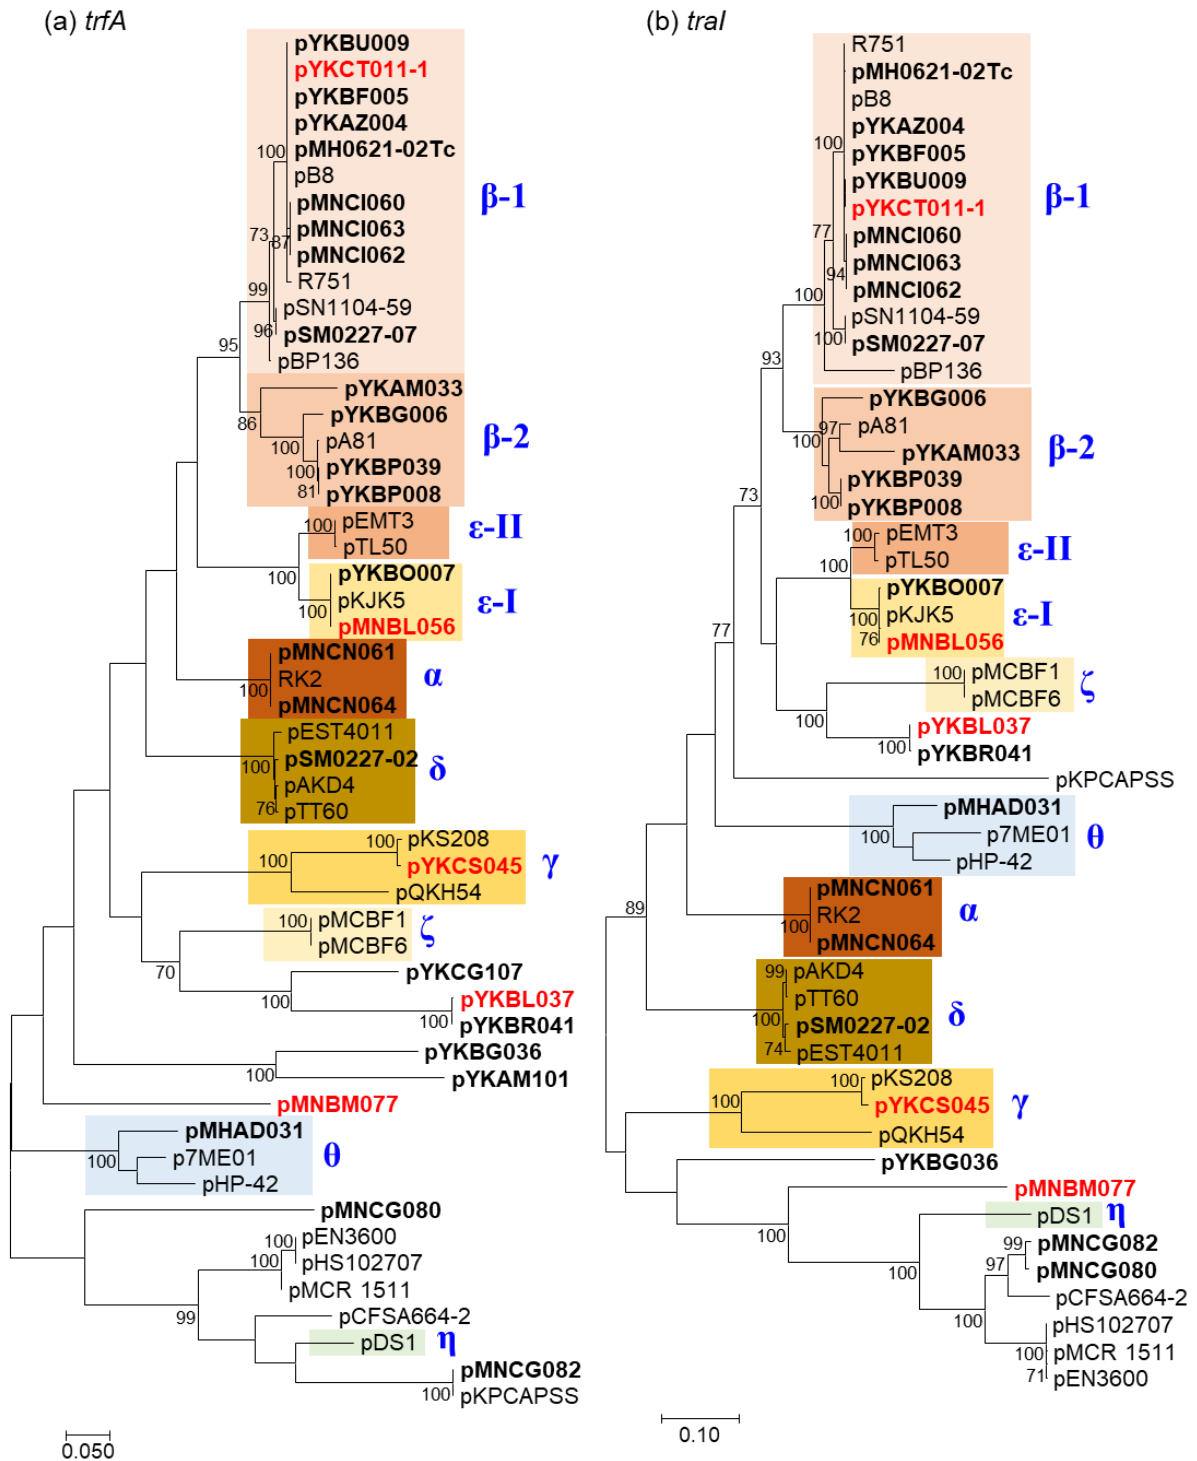 (a) trfA
pYKBU009
pYKCT011-1
pYKBF005
pYKAZ004
pMH0621-02Tc
100
pB8
pMNCI060
β-1
pMNCI063
73
87
pMNCI062
R751
99
pSN1104-59
96
pSM0227-07
95
pBP136
pYKAM033
86
pYKBG006
pA81
β-2
100
pYKBP039
100
81
pYKBP008
100
pEMT3
ε-II
pTL50
100
pYKBO007
pKJK5
ε-I
100
pMNBL056
pMNCN061
RK2
α
100
pMNCN064
pEST4011
pSM0227-02
δ
100
pAKD4
76
pTT60
100
pKS208
100
pYKCS045
γ
pQKH54
100
pMCBF1
ζ
pMCBF6
70
pYKCG107
100
pYKBL037
100
pYKBR041
pYKBG036
100
pYKAM101
pMNBM077
pMHAD031
100
p7ME01
θ
pHP-42
pMNCG080
pEN3600
100
pHS102707
100
pMCR 1511
99
pCFSA664-2
pDS1
η
pMNCG082
100
pKPCAPSS
0.050
(b) traI
R751
pMH0621-02Tc
pB8
pYKAZ004
100
pYKBF005
pYKBU009
β-1
pYKCT011-1
77
pMNCI060
pMNCI063
94
pMNCI062
100
pSN1104-59
100
pSM0227-07
93
pBP136
pYKBG006
97
pA81
100
β-2
pYKAM033
pYKBP039
73
100
pYKBP008
100
pEMT3
ε-II
pTL50
100
pYKBO007
100
pKJK5
ε-I
77
76
pMNBL056
100
pMCBF1
ζ
pMCBF6
100
pYKBL037
100
pYKBR041
pKPCAPSS
pMHAD031
100
p7ME01
θ
pHP-42
pMNCN061
89
RK2
α
100
pMNCN064
99
pAKD4
pTT60
100
pSM0227-02
δ
74
pEST4011
100
pKS208
100
pYKCS045
γ
pQKH54
pYKBG036
pMNBM077
100
pDS1
η
99
pMNCG082
100
97
pMNCG080
pCFSA664-2
100
pHS102707
100
pMCR 1511
71
pEN3600
0.10